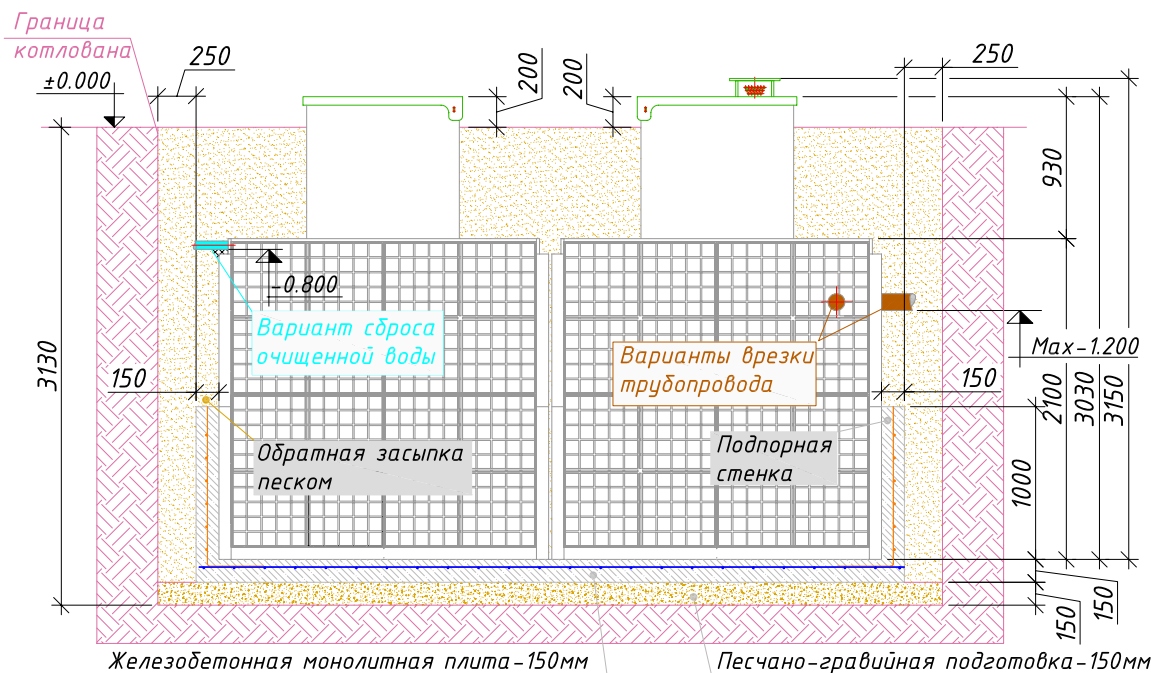 Граница
котлована
±0.000
250
200
200
250
930
-0.800
Вариант сброса
очищенной воды
Варианты врезки
трубопровода
Max-1.200
3130
150
150
2100
3030
3150
Обратная засыпка
песком
Подпорная
стенка
1000
150
150
Железобетонная монолитная плита-150мм
Песчано-гравийная подготовка-150мм